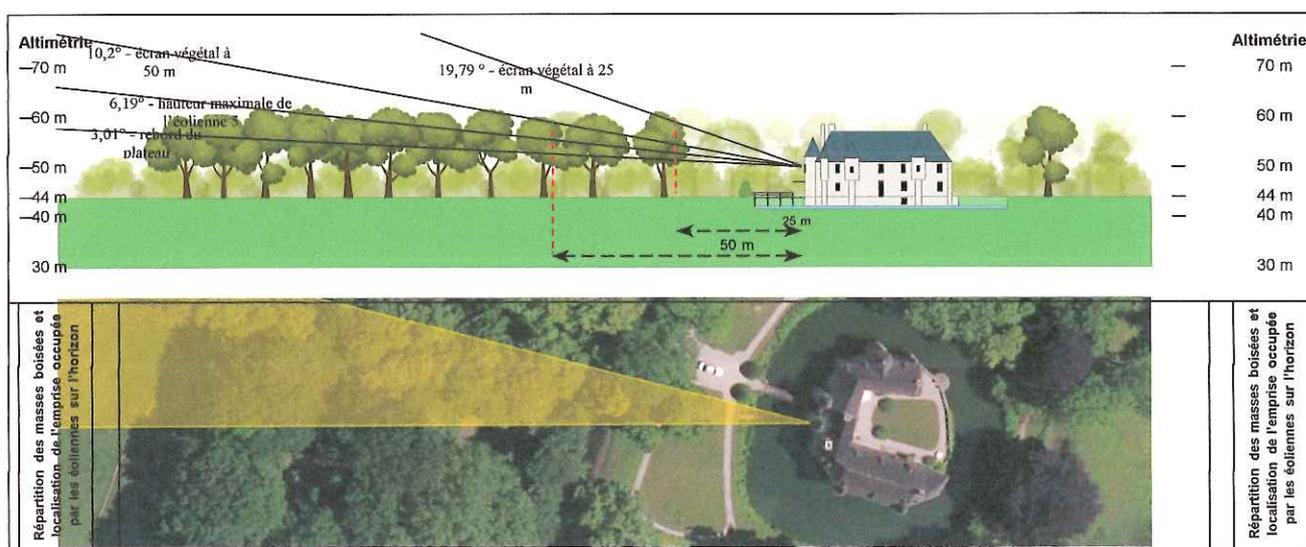 Altimétrie
70 m
60 m
50 m
44 m
40 m
30 m
10,2° - écran végétal à
50 m
19,79 ° - écran végétal à 25
m
6,19° - hauteur maximale de
l'éolienne 5
3,01° - rebord du
plateau
25 m
50 m
Altimétrie
70 m
60 m
50 m
44 m
40 m
30 m
Répartition des masses boisées et
localisation de l'emprise occupée
par les éoliennes sur l'horizon
Répartition des masses boisées et
localisation de l'emprise occupée
par les éoliennes sur l'horizon